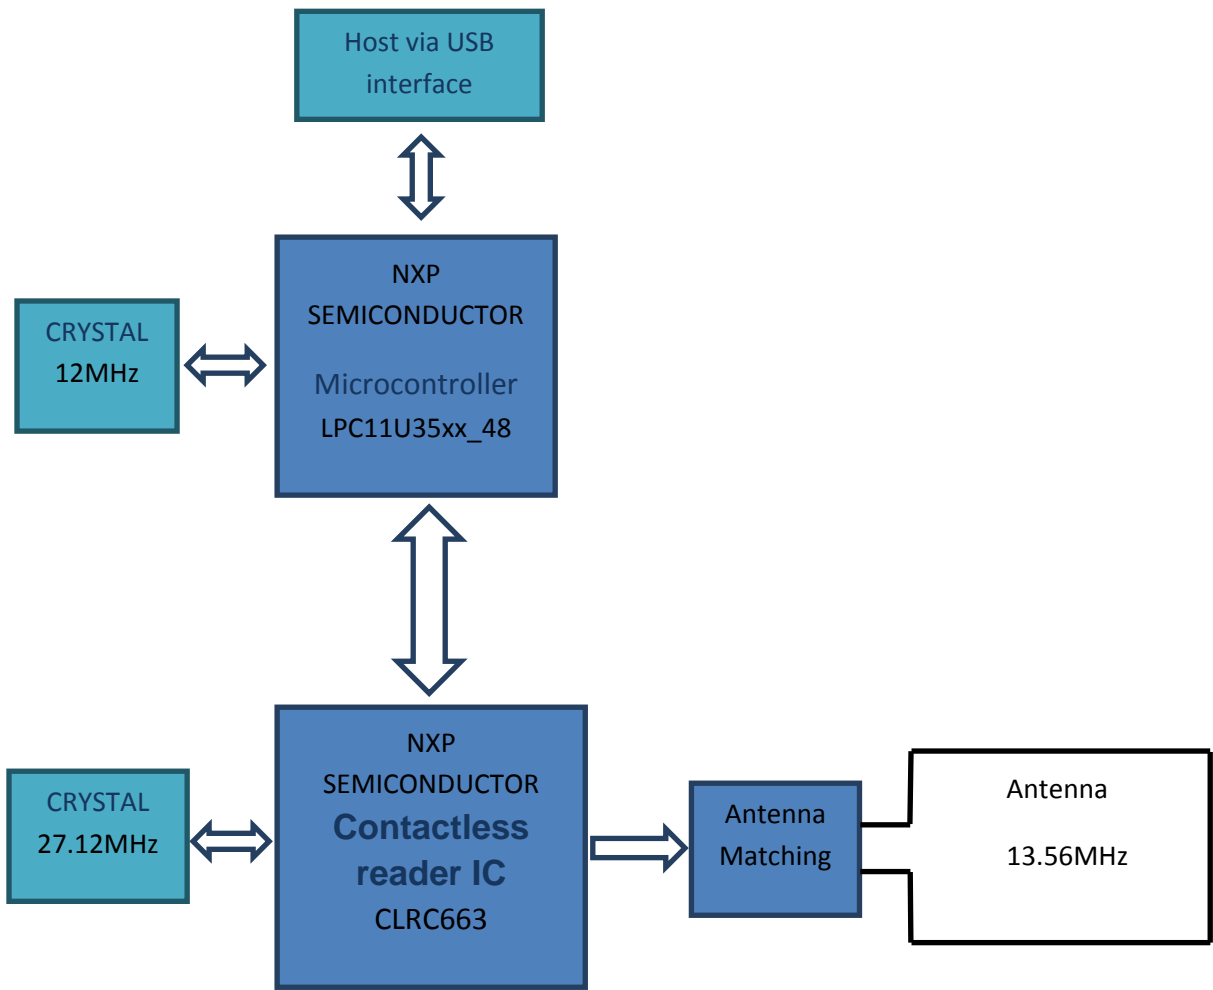 Host via USB
interface
NXP
SEMICONDUCTOR
Microcontroller
LPC11U35xx_48
CRYSTAL
12MHz
NXP
SEMICONDUCTOR
Contactless
reader IC
CLRC663
CRYSTAL
27.12MHz
Antenna
Matching
Antenna
13.56MHz